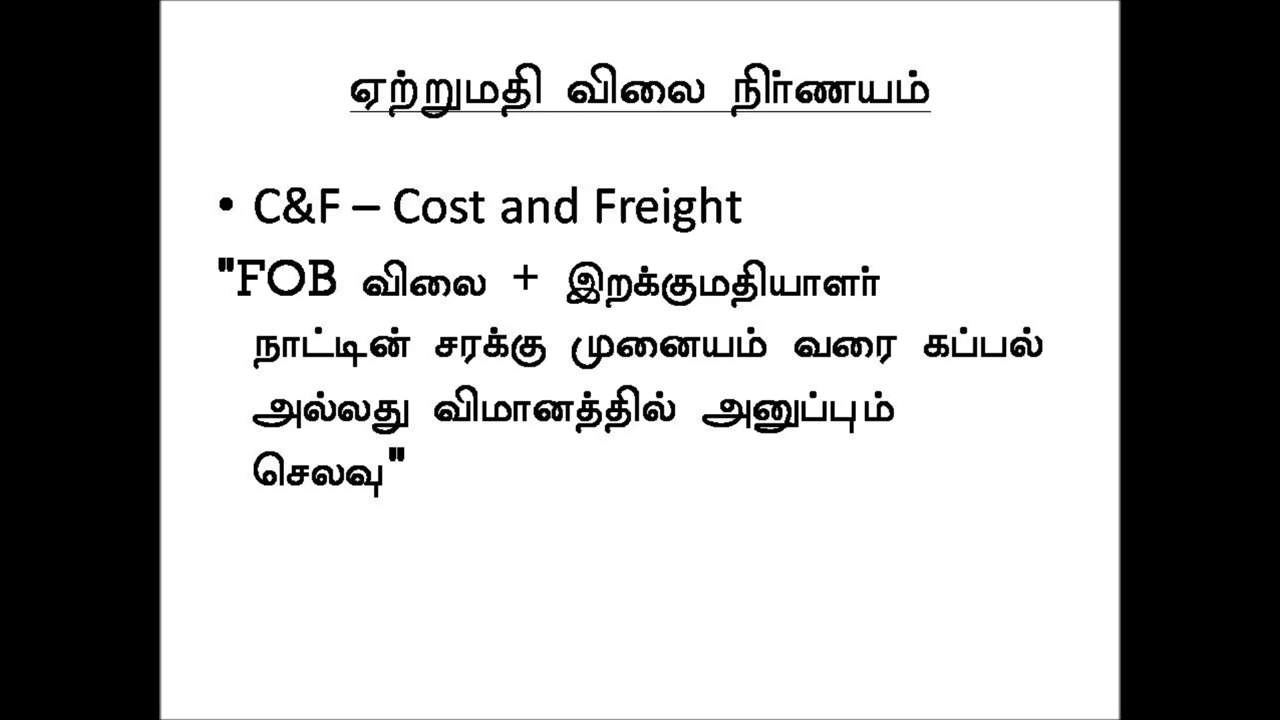 ஏற்றுமதி விலை நிர்ணயம்
• C&F – Cost and Freight
"FOB விலை + இறக்குமதியாளர்
நாட்டின் சரக்கு முனையம் வரை கப்பல்
அல்லது விமானத்தில் அனுப்பும்
செலவு"